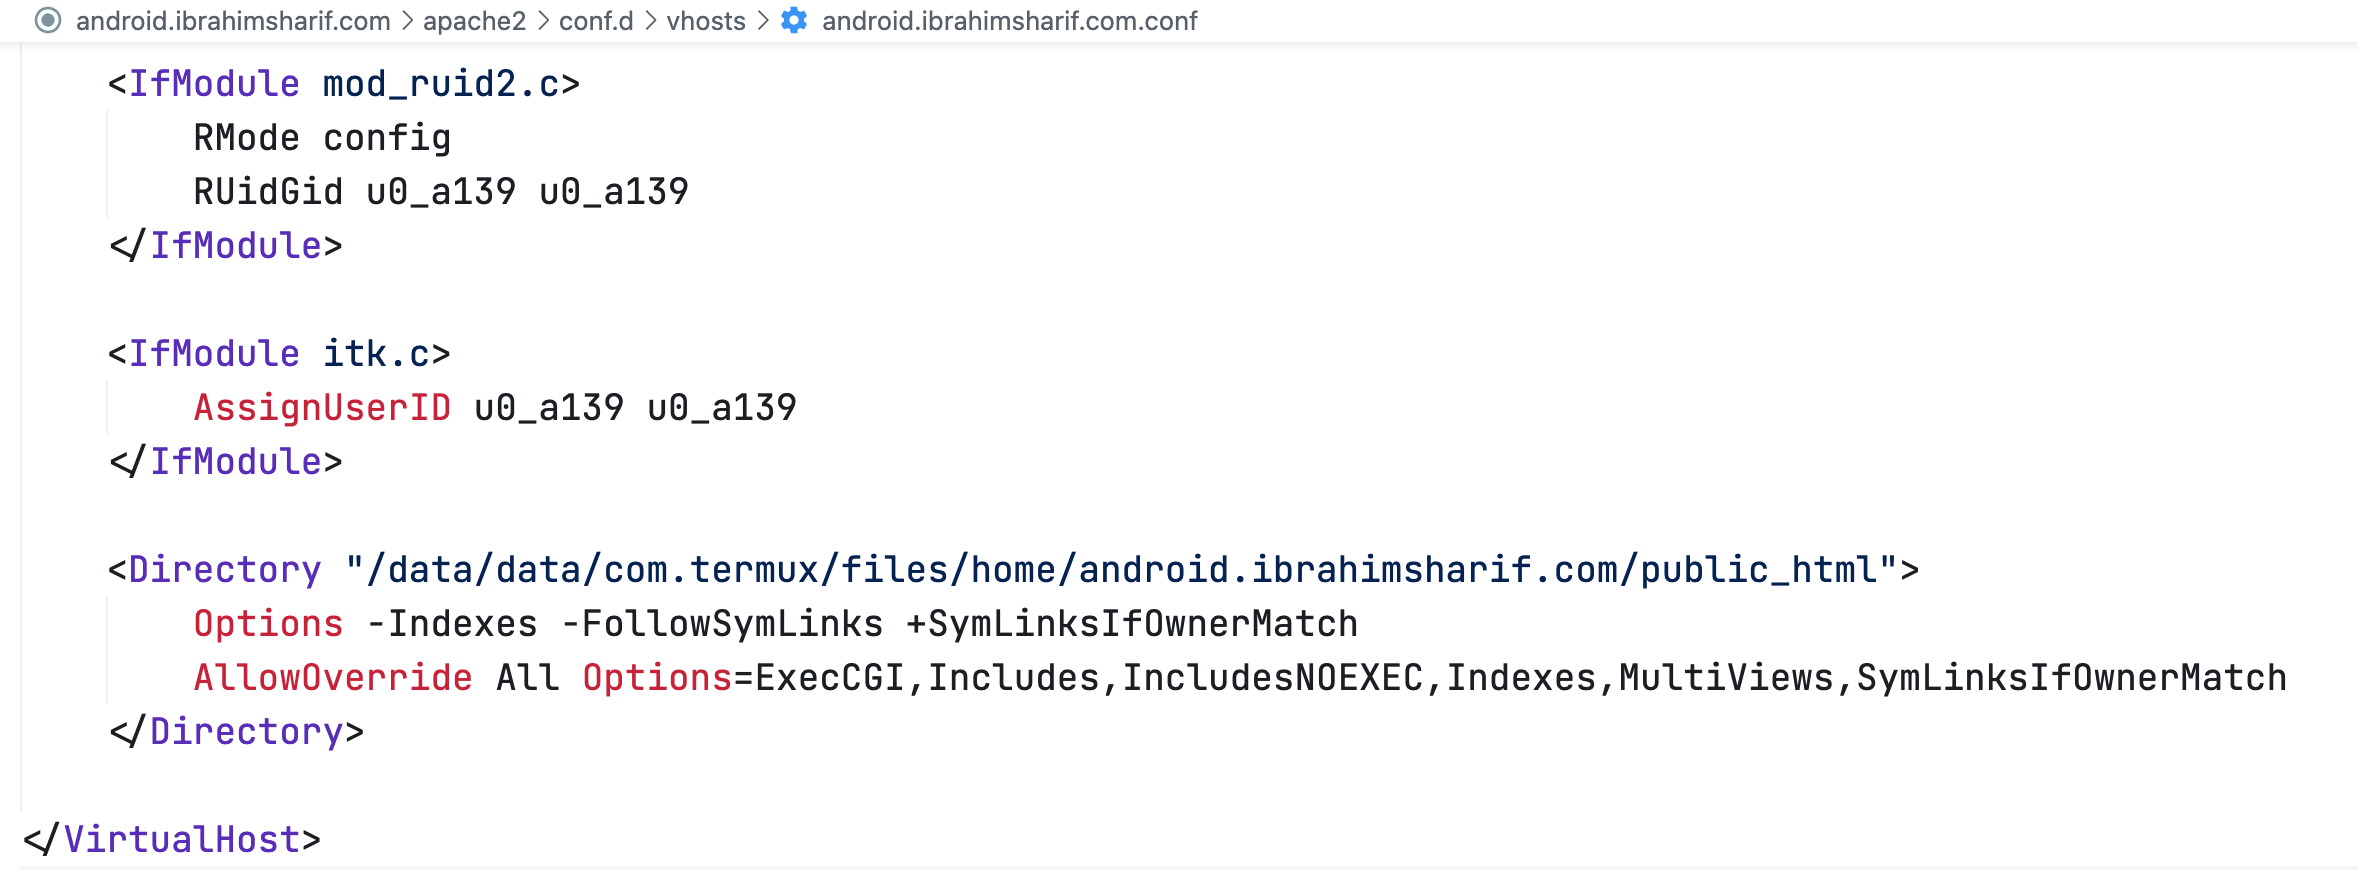 android.ibrahimsharif.com > apache2 > conf.d > vhosts > android.ibrahimsharif.com.conf
<IfModule mod_ruid2.c>
RMode config
RUidGid u0_a139 u0_a139
</IfModule>
<IfModule itk.c>
AssignUserID u0_a139 u0_a139
</IfModule>
<Directory "/data/data/com.termux/files/home/android.ibrahimsharif.com/public_html">
Options -Indexes -FollowSymLinks +SymLinksIfOwnerMatch
AllowOverride All Options=ExecCGI,Includes,IncludesNOEXEC,Indexes,MultiViews,SymLinksIfOwnerMatch
</Directory>
</VirtualHost>